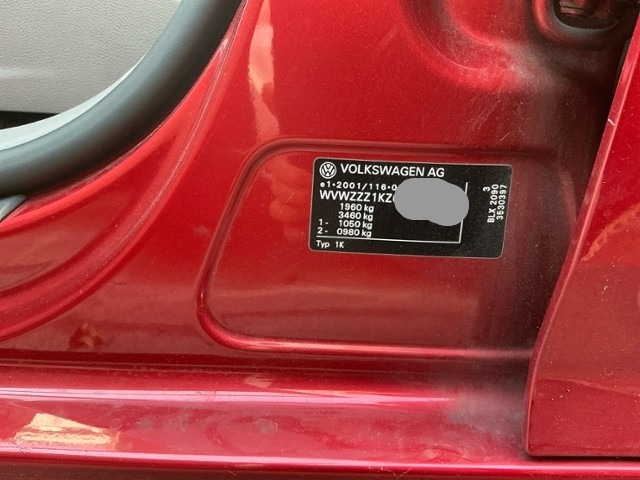 VOLKSWAGEN AG
e1*2001/116*0
WVWZZZ1KZ
1960 kg
3460 kg
1- 1050 kg
2- 0980 kg
Typ 1K
3
BLX 2090
3530397